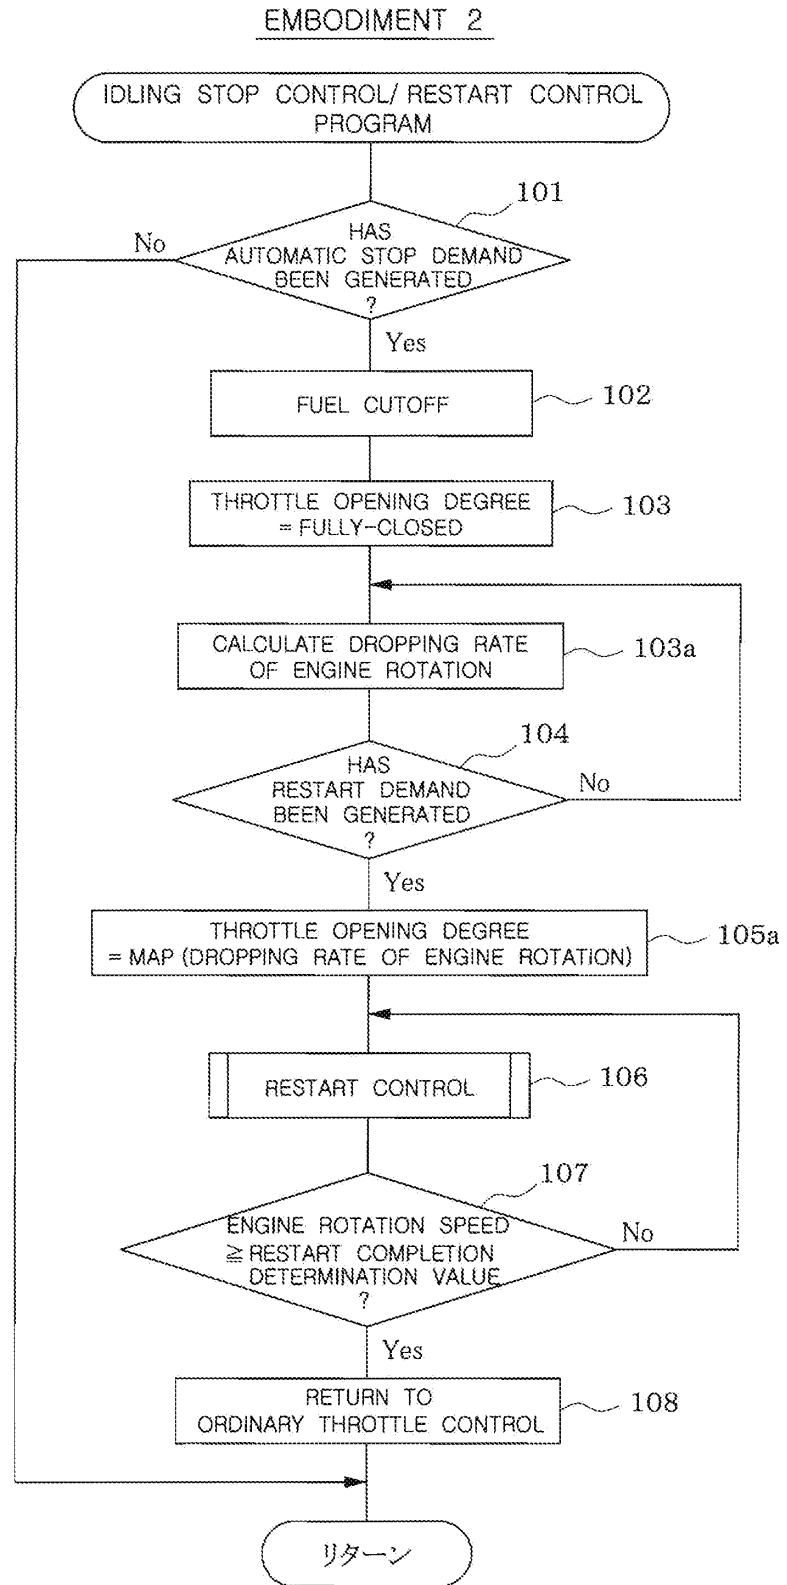 EMBODIMENT 2
IDLING STOP CONTROL/ RESTART CONTROL
PROGRAM
101
HAS
AUTOMATIC STOP DEMAND
BEEN GENERATED
?
No
Yes
FUEL CUTOFF
102
THROTTLE OPENING DEGREE
= FULLY-CLOSED
103
CALCULATE DROPPING RATE
OF ENGINE ROTATION
103a
104
HAS
RESTART DEMAND
BEEN GENERATED
?
No
Yes
THROTTLE OPENING DEGREE
= MAP (DROPPING RATE OF ENGINE ROTATION)
105a
RESTART CONTROL
106
107
ENGINE ROTATION SPEED
≧ RESTART COMPLETION
DETERMINATION VALUE
?
No
Yes
RETURN TO
ORDINARY THROTTLE CONTROL
108
リターン